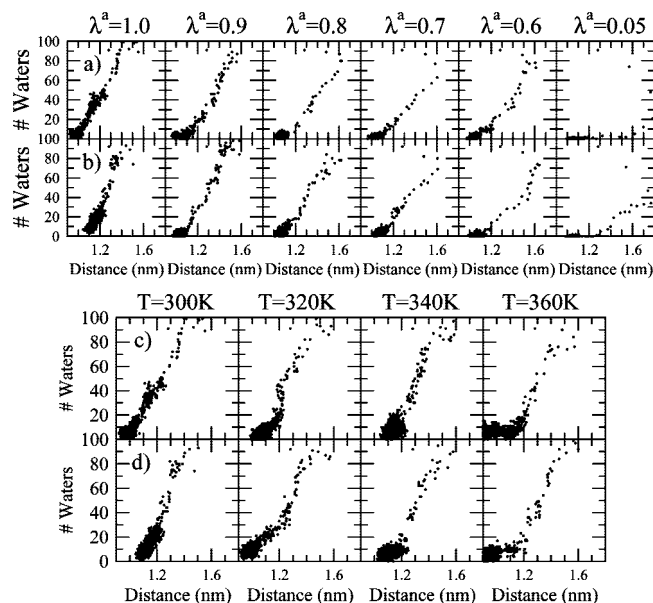 λᵃ=1.0 λᵃ=0.9 λᵃ=0.8 λᵃ=0.7 λᵃ=0.6 λᵃ=0.05
# Waters
100
80
60
40
20
a)
# Waters
100
80
60
40
20
0
b)
1.2 1.6 1.2 1.6 1.2 1.6 1.2 1.6 1.2 1.6 1.2 1.6
Distance (nm) Distance (nm) Distance (nm) Distance (nm) Distance (nm) Distance (nm)
T=300K T=320K T=340K T=360K
# Waters
100
80
60
40
20
c)
# Waters
100
80
60
40
20
0
d)
1.2 1.6 1.2 1.6 1.2 1.6 1.2 1.6
Distance (nm) Distance (nm) Distance (nm) Distance (nm)